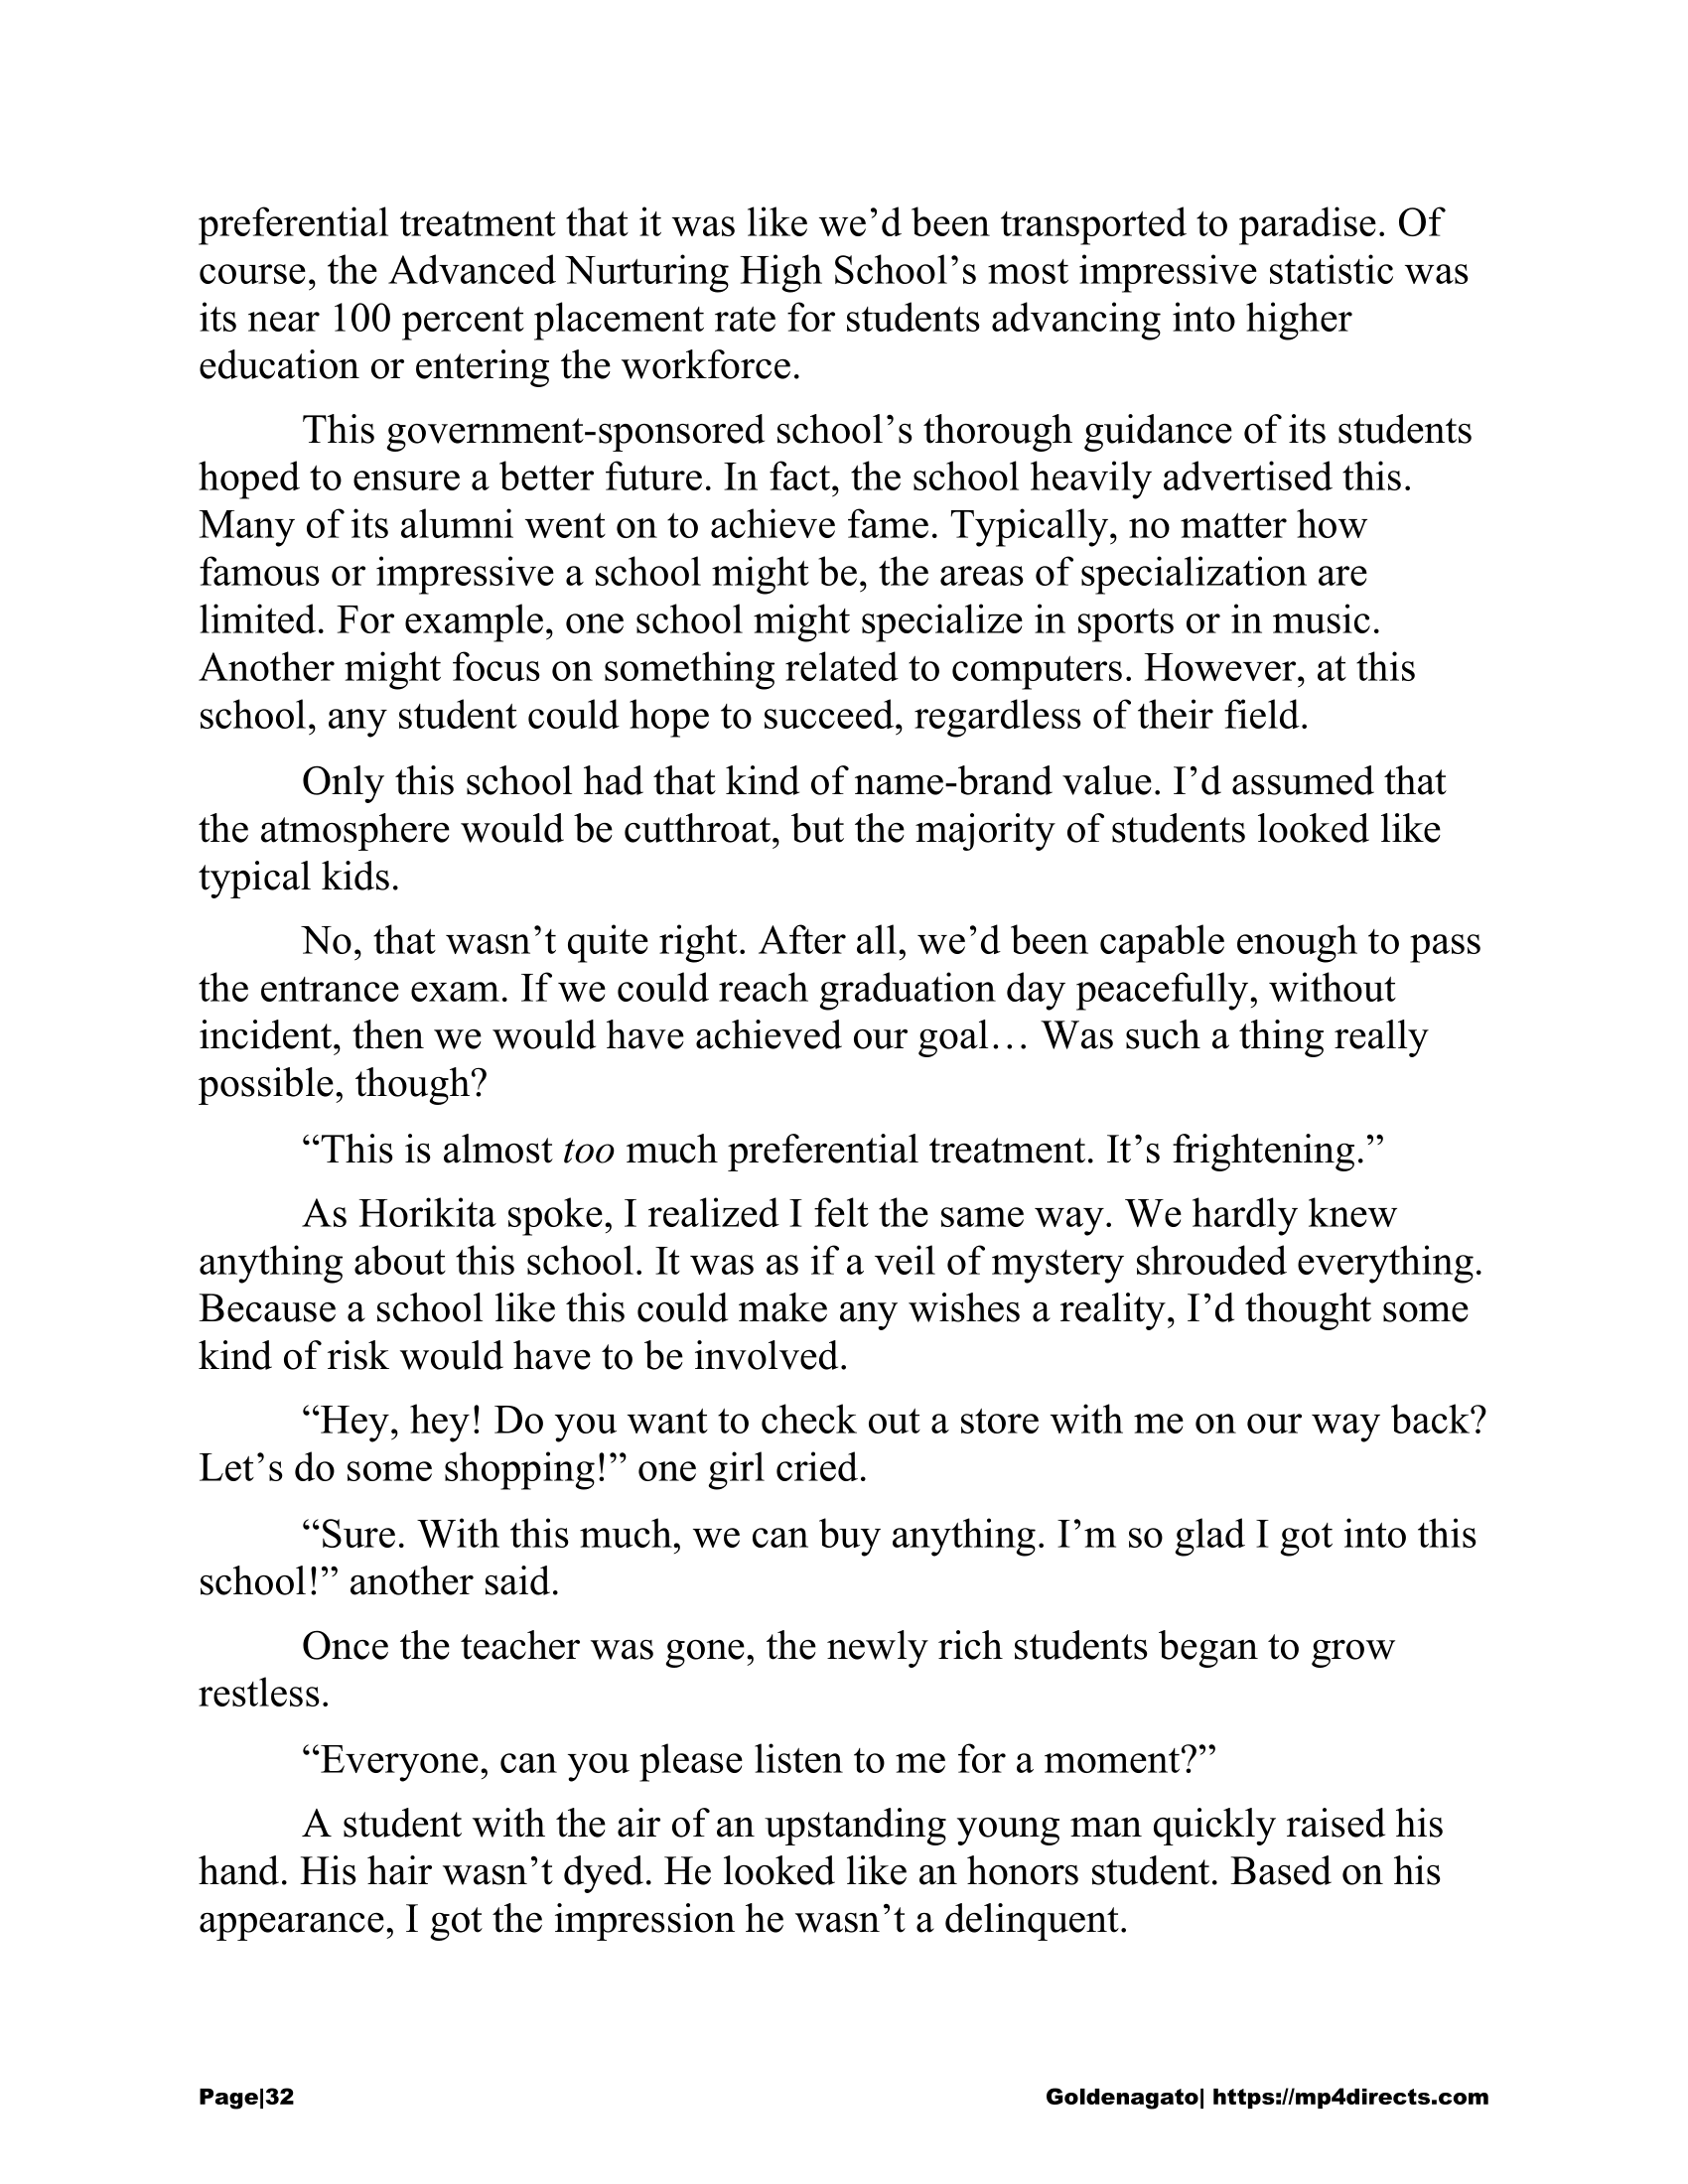 preferential treatment that it was like we’d been transported to paradise. Of
course, the Advanced Nurturing High School’s most impressive statistic was
its near 100 percent placement rate for students advancing into higher
education or entering the workforce.
This government-sponsored school’s thorough guidance of its students
hoped to ensure a better future. In fact, the school heavily advertised this.
Many of its alumni went on to achieve fame. Typically, no matter how
famous or impressive a school might be, the areas of specialization are
limited. For example, one school might specialize in sports or in music.
Another might focus on something related to computers. However, at this
school, any student could hope to succeed, regardless of their field.
Only this school had that kind of name-brand value. I’d assumed that
the atmosphere would be cutthroat, but the majority of students looked like
typical kids.
No, that wasn’t quite right. After all, we’d been capable enough to pass
the entrance exam. If we could reach graduation day peacefully, without
incident, then we would have achieved our goal… Was such a thing really
possible, though?
“This is almost too much preferential treatment. It’s frightening.”
As Horikita spoke, I realized I felt the same way. We hardly knew
anything about this school. It was as if a veil of mystery shrouded everything.
Because a school like this could make any wishes a reality, I’d thought some
kind of risk would have to be involved.
“Hey, hey! Do you want to check out a store with me on our way back?
Let’s do some shopping!” one girl cried.
“Sure. With this much, we can buy anything. I’m so glad I got into this
school!” another said.
Once the teacher was gone, the newly rich students began to grow
restless.
“Everyone, can you please listen to me for a moment?”
A student with the air of an upstanding young man quickly raised his
hand. His hair wasn’t dyed. He looked like an honors student. Based on his
appearance, I got the impression he wasn’t a delinquent.
Page|32 Goldenagato| https://mp4directs.com